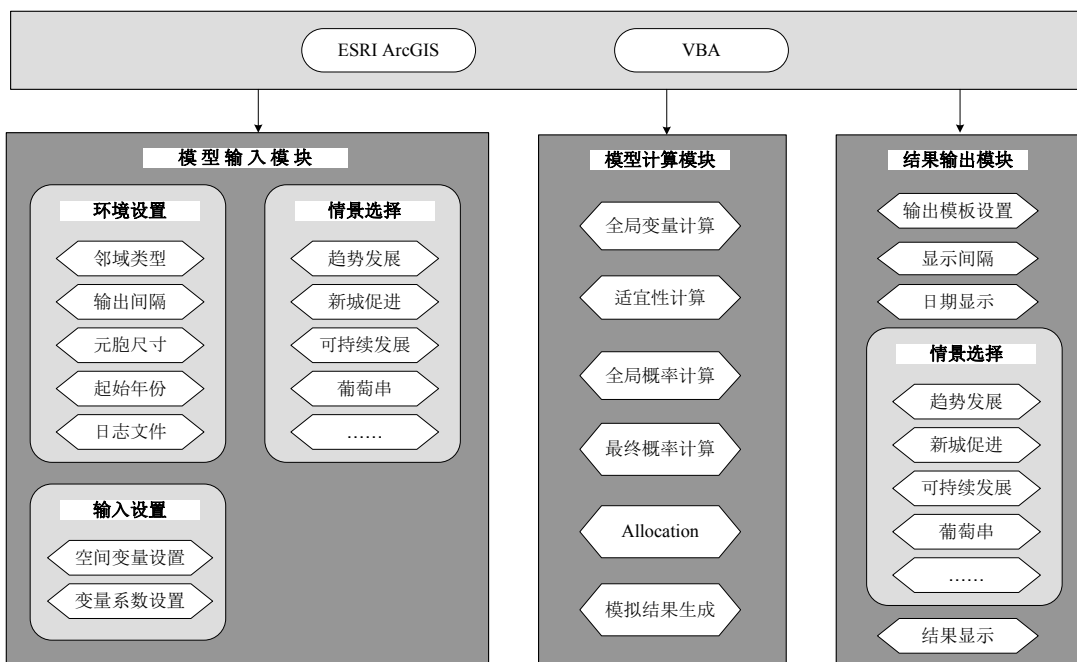 ESRI ArcGIS
VBA
模型输入模块
环境设置
邻域类型
输出间隔
元胞尺寸
起始年份
日志文件
情景选择
趋势发展
新城促进
可持续发展
葡萄串
……
输入设置
空间变量设置
变量系数设置
模型计算模块
全局变量计算
适宜性计算
全局概率计算
最终概率计算
Allocation
模拟结果生成
结果输出模块
输出模板设置
显示间隔
日期显示
情景选择
趋势发展
新城促进
可持续发展
葡萄串
……
结果显示